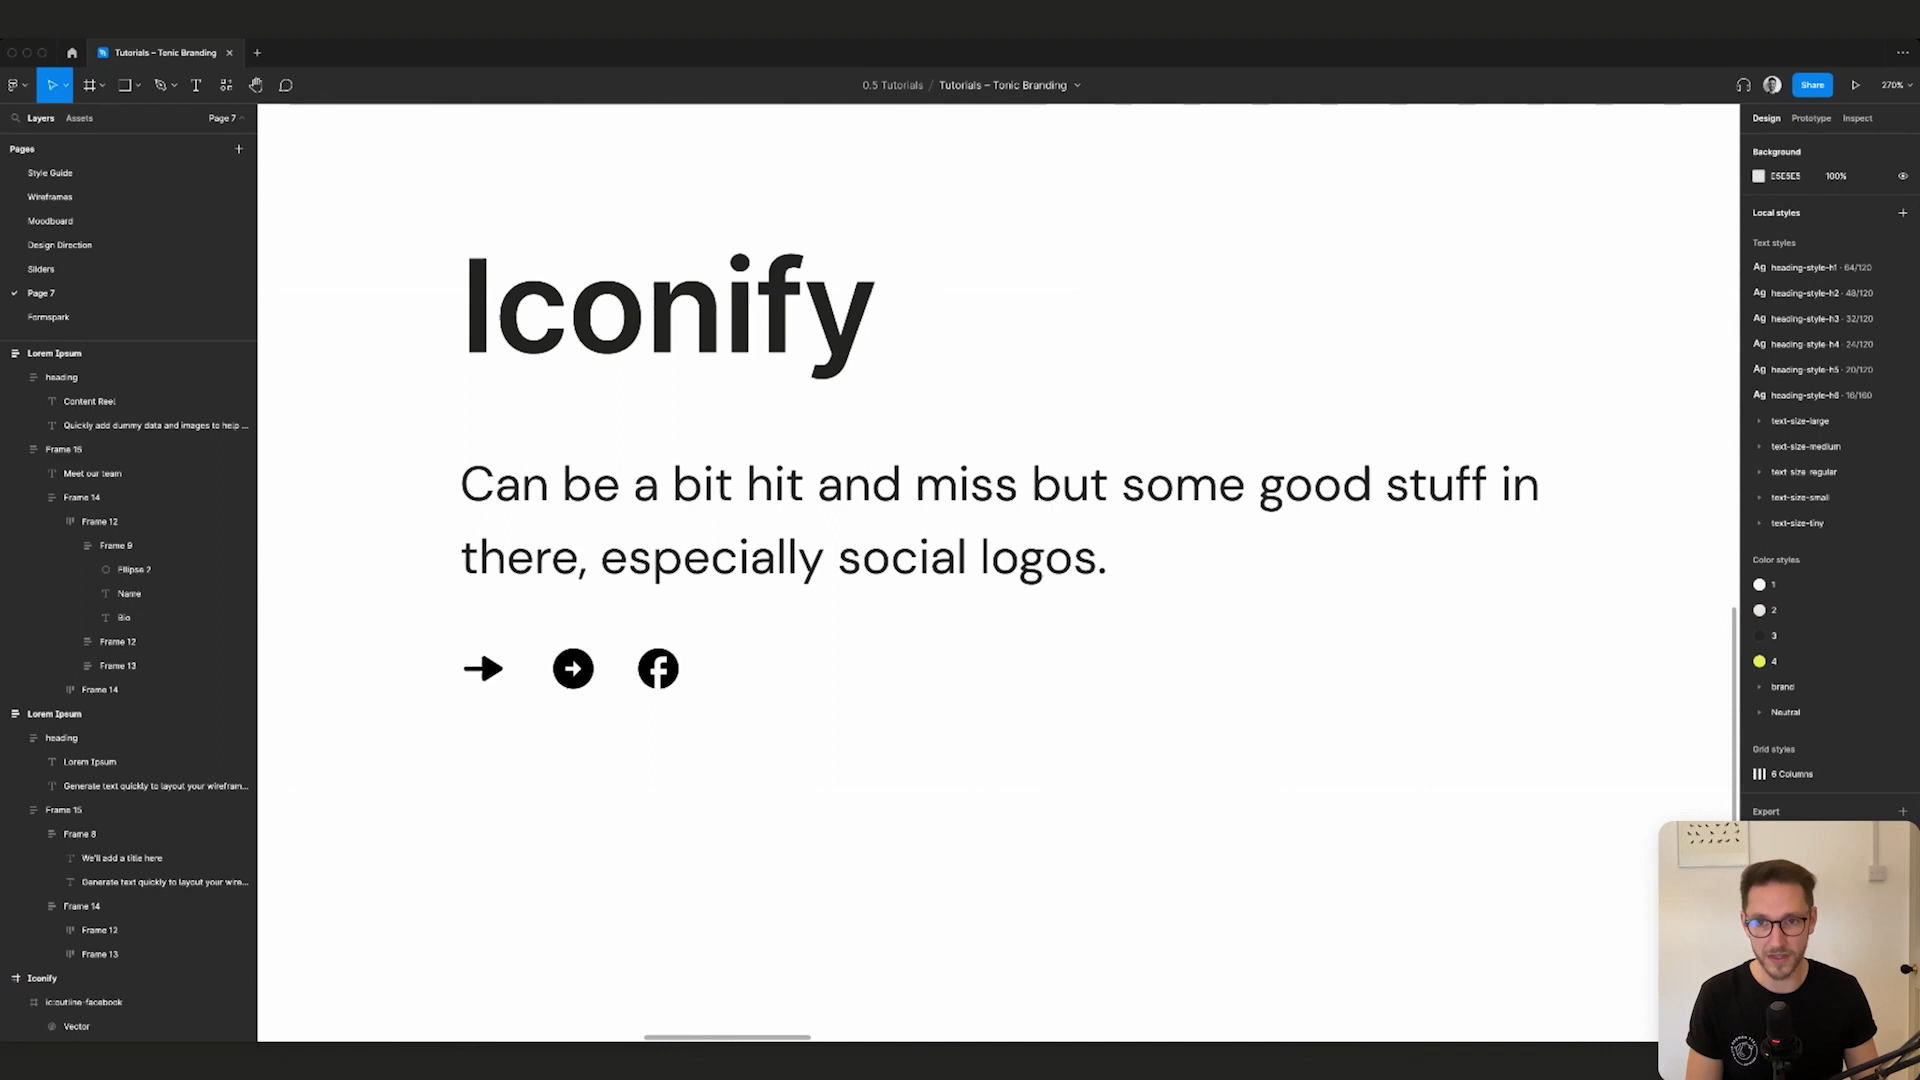 Tutorials – Tonic Branding
0.5 Tutorials / Tutorials – Tonic Branding
Share
270%
Layers
Assets
Page 7
Pages
Style Guide
Wireframes
Moodboard
Design Direction
Sliders
Page 7
Formspark
Lorem Ipsum
heading
Content Reel
Quickly add dummy data and images to help ...
Frame 15
Meet our team
Frame 14
Frame 12
Frame 9
Ellipse 2
Name
Bio
Frame 12
Frame 13
Frame 14
Lorem Ipsum
heading
Lorem Ipsum
Generate text quickly to layout your wirefram...
Frame 15
Frame 8
We'll add a title here
Generate text quickly to layout your wire...
Frame 14
Frame 12
Frame 13
Iconify
ic:outline-facebook
Vector
Iconify
Can be a bit hit and miss but some good stuff in
there, especially social logos.
Design
Prototype
Inspect
Background
E5E5E5 100%
Local styles
Text styles
Ag heading-style-h1 · 64/120
Ag heading-style-h2 · 48/120
Ag heading-style-h3 · 32/120
Ag heading-style-h4 · 24/120
Ag heading-style-h5 · 20/120
Ag heading-style-h6 · 16/160
text-size-large
text-size-medium
text-size-regular
text-size-small
text-size-tiny
Color styles
1
2
3
4
brand
Neutral
Grid styles
6 Columns
Export